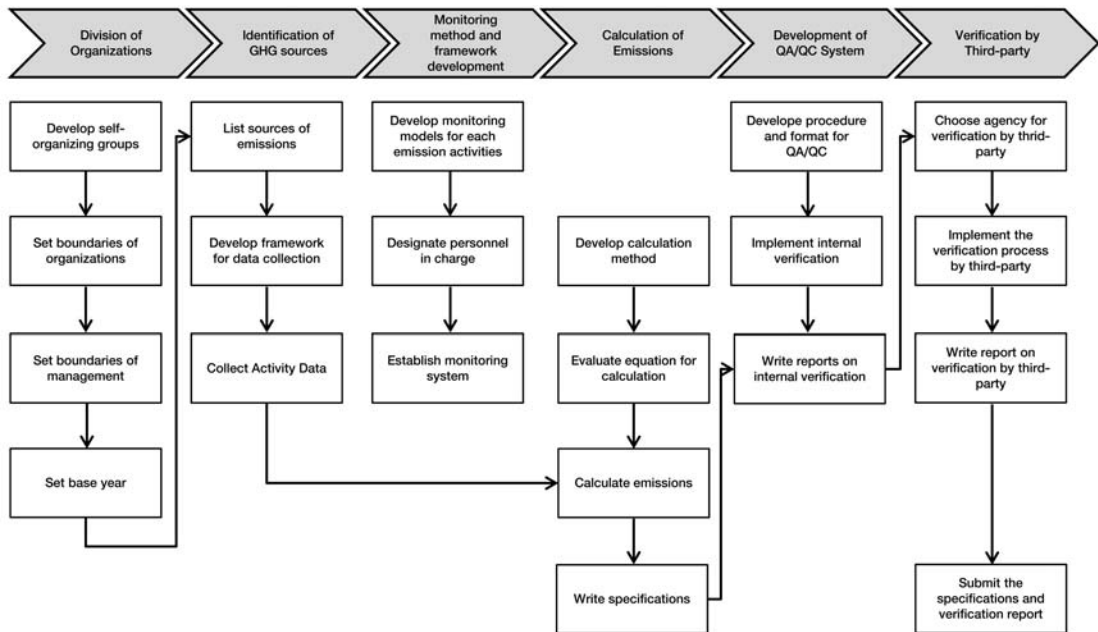 Division of
Organizations
Identification of
GHG sources
Monitoring
method and
framework
development
Calculation of
Emissions
Development of
QA/QC System
Verification by
Third-party
Develop self-
organizing groups
Set boundaries of
organizations
Set boundaries of
management
Set base year
List sources of
emissions
Develop framework
for data collection
Collect Activity Data
Develop monitoring
models for each
emission activities
Designate personnel
in charge
Establish monitoring
system
Develop calculation
method
Evaluate equation for
calculation
Calculate emissions
Write specifications
Develope procedure
and format for
QA/QC
Implement internal
verification
Write reports on
internal verification
Choose agency for
verification by thrid-
party
Implement the
verification process
by third-party
Write report on
verification by third-
party
Submit the
specifications and
verification report